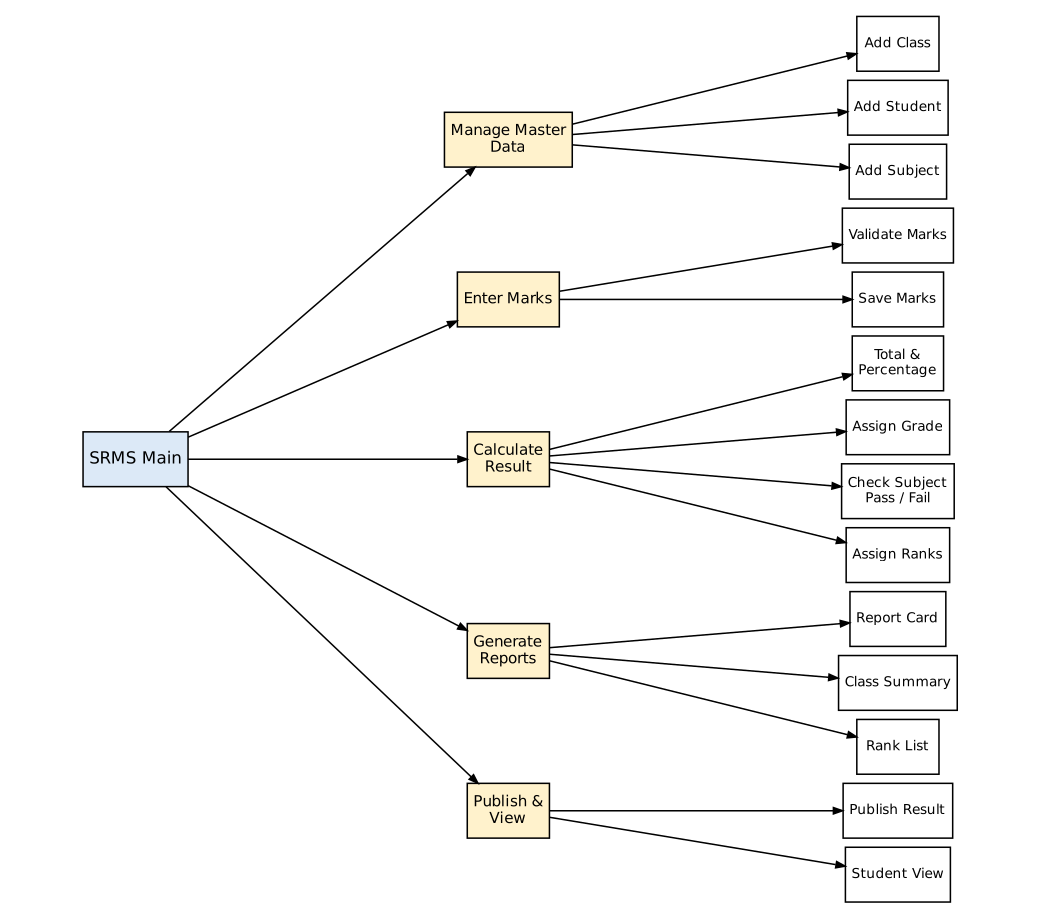 SRMS Main
Manage Master
Data
Add Class
Add Student
Add Subject
Enter Marks
Validate Marks
Save Marks
Calculate
Result
Total &
Percentage
Assign Grade
Check Subject
Pass / Fail
Assign Ranks
Generate
Reports
Report Card
Class Summary
Rank List
Publish &
View
Publish Result
Student View